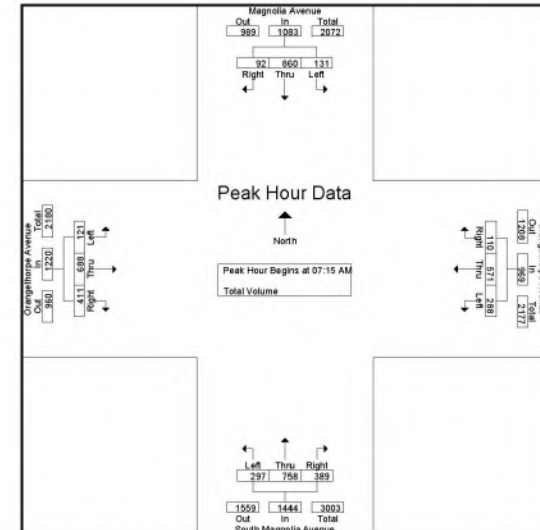 Magnolia Avenue
Out In Total
989 1083 2072
92 860 131
Right Thru Left
Peak Hour Data
North
Peak Hour Begins at 07:15 AM
Total Volume
Orangethorpe Avenue
Out In Total
960 1220 2180
Left Thru Right
121 688 411
Right Thru Left
110 571 288
Out In Total
1208 969 2177
Left Thru Right
297 758 389
1559 1444 3003
Out In Total
South Magnolia Avenue